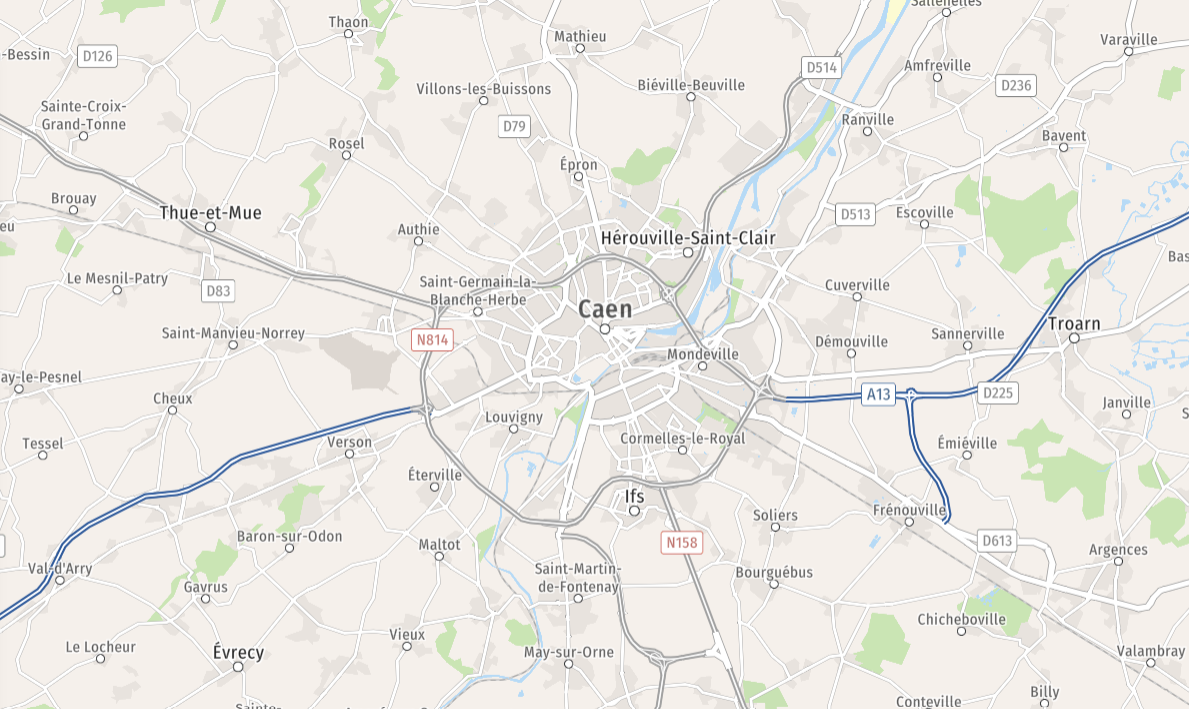 Sallenelles
Thaon
Mathieu
Varaville
-Bessin
D126
D514
Amfreville
D236
Villons-les-Buissons
Biéville-Beuville
Sainte-Croix-
Grand-Tonne
D79
Ranville
Bavent
Rosel
Épron
Brouay
Thue-et-Mue
D513
Escoville
eu
Authie
Hérouville-Saint-Clair
Bas
Le Mesnil-Patry
D83
Saint-Germain-la-
Blanche-Herbe
Cuverville
Caen
Saint-Manvieu-Norrey
N814
Mondeville
Démouville
Sannerville
Troarn
ay-le-Pesnel
Cheux
A13
D225
Janville
S
Louvigny
Tessel
Verson
Cormelles-le-Royal
Émiéville
Éterville
Ifs
Soliers
Frénouville
Baron-sur-Odon
Maltot
N158
D613
Argences
Val-d'Arry
Gavrus
Saint-Martin-
de-Fontenay
Bourguébus
Chicheboville
Le Locheur
Évrecy
Vieux
May-sur-Orne
Valambray
Sainte-
Conteville
Billy